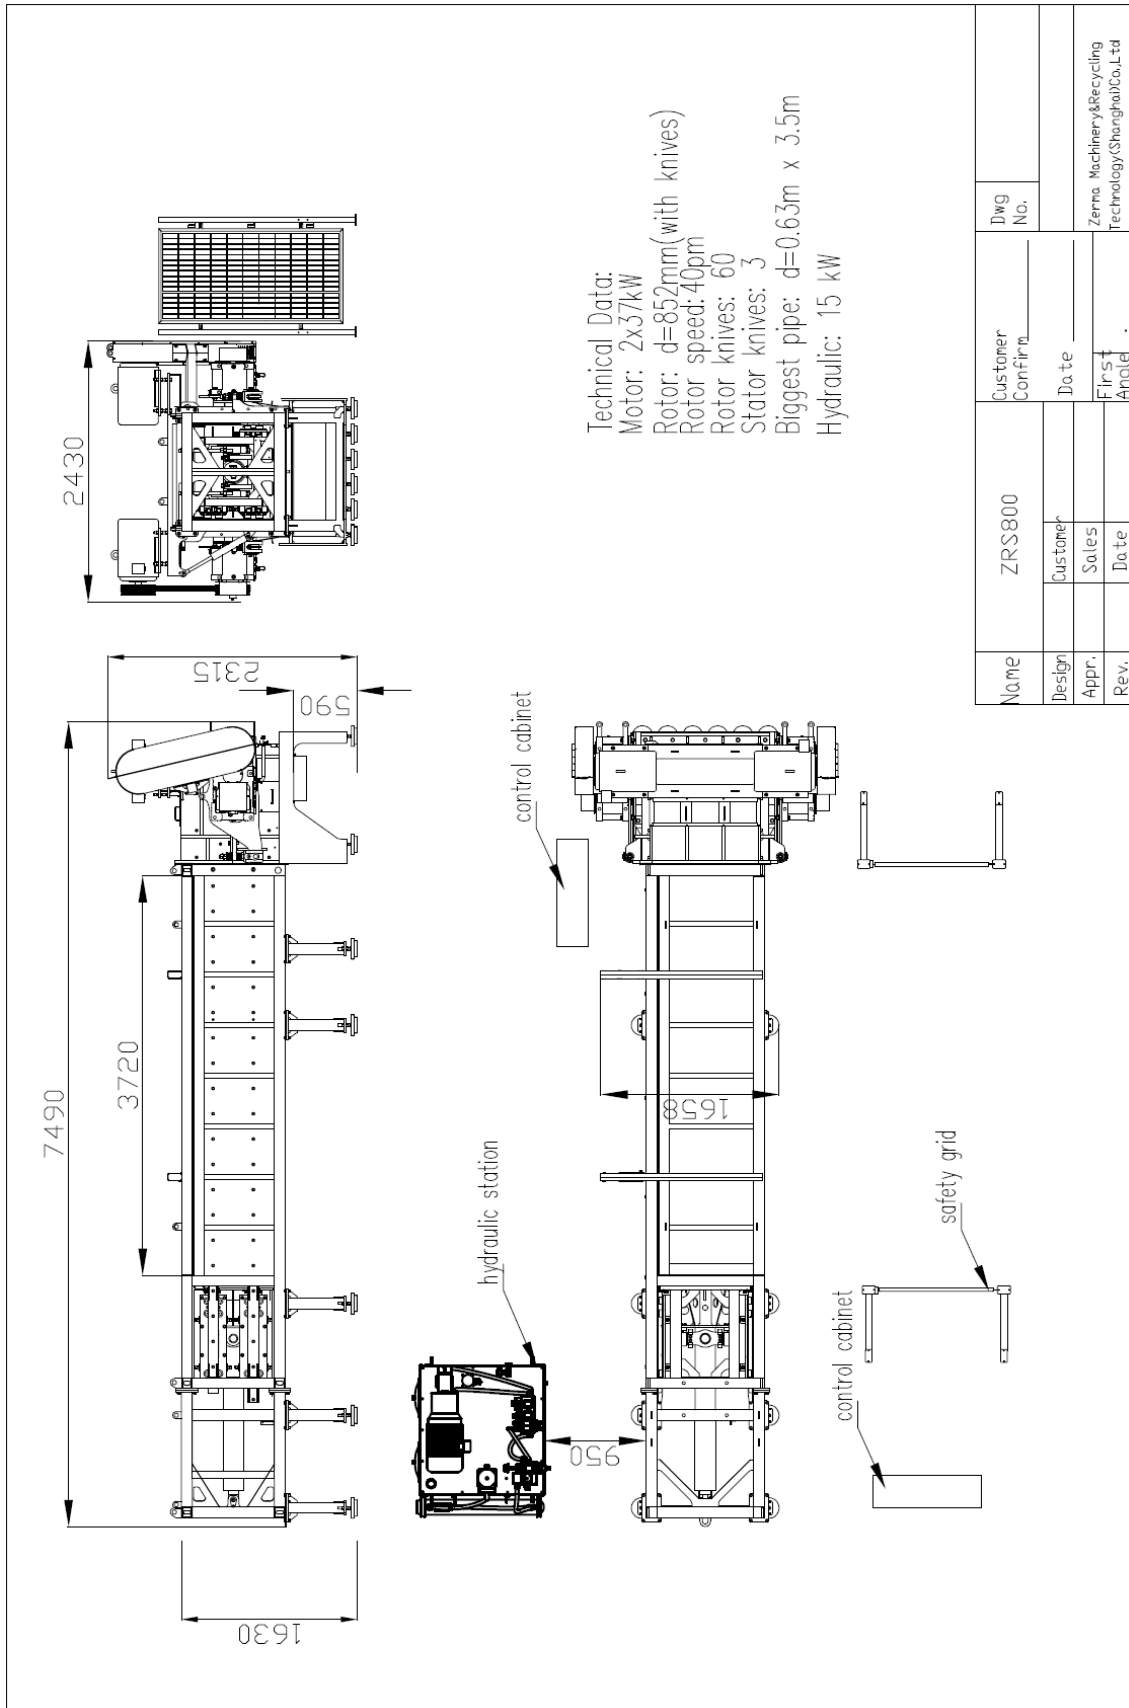 7490
3720
1630
2315
590
2430
Technical Data:
Motor: 2x37kW
Rotor: d=852mm(with knives)
Rotor speed:40pm
Rotor knives: 60
Stator knives: 3
Biggest pipe: d=0.63m x 3.5m
Hydraulic: 15 kW
hydraulic station
950
control cabinet
1658
control cabinet
safety grid
Name
ZRS800
Customer
Confirm
Dwg
No.
Design
Customer
Date
Appr.
Sales
First
Angle
Zerma Machinery&Recycling
Technology(Shanghai)Co,Ltd
Rev.
Date